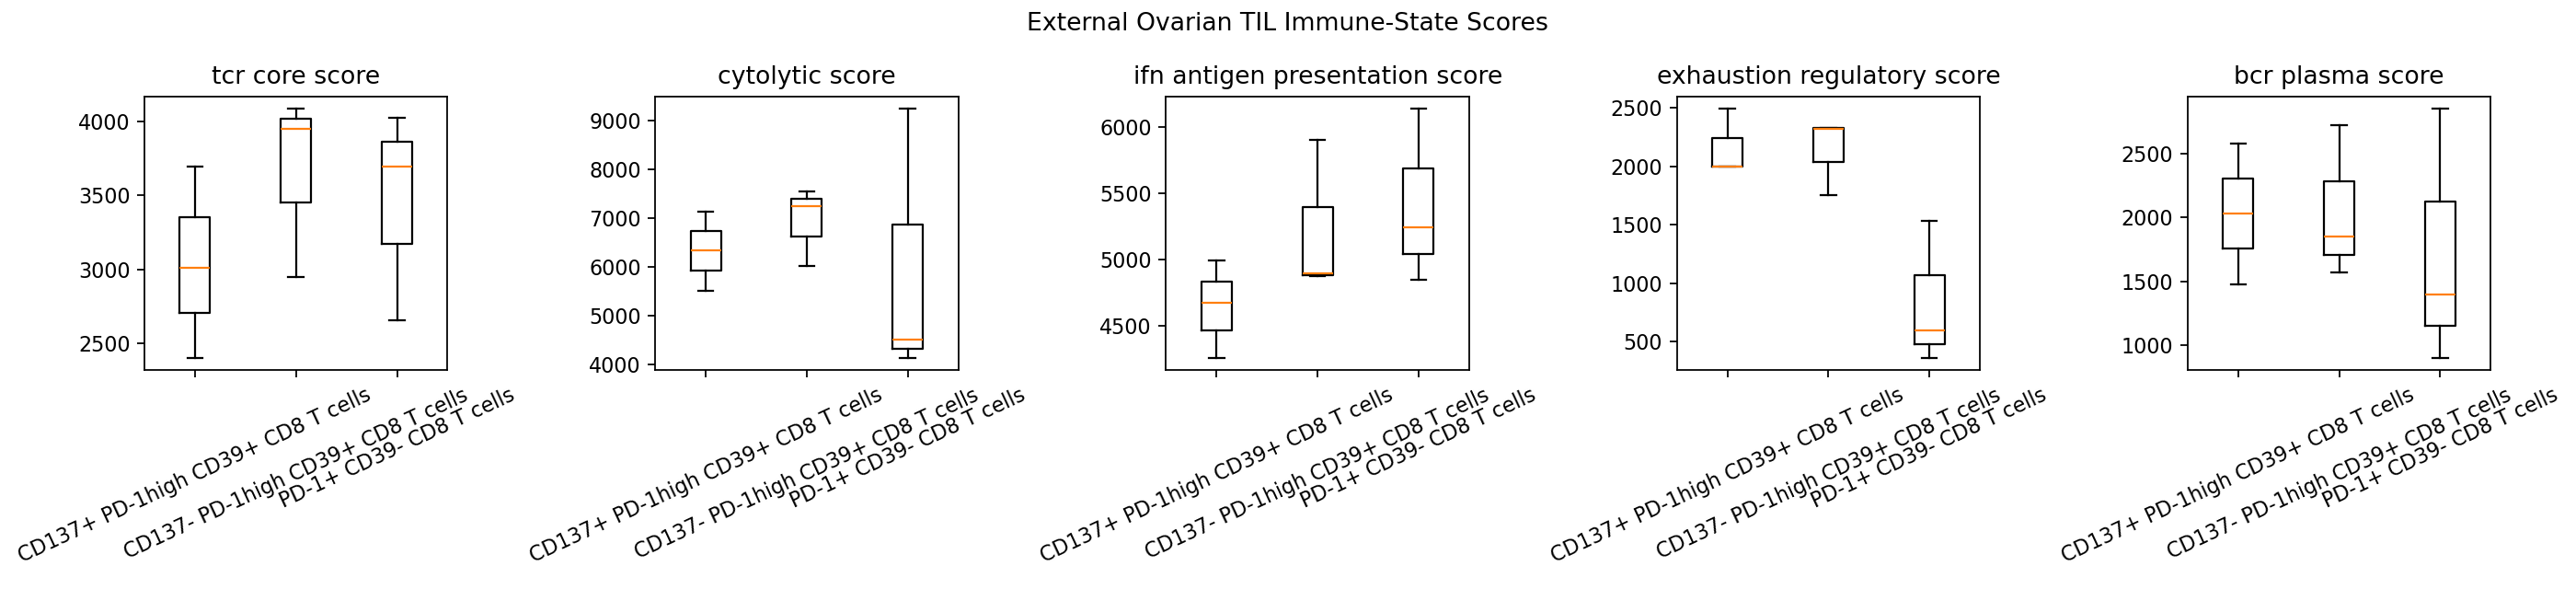 External Ovarian TIL Immune-State Scores
tcr core score
4000
3500
3000
2500
CD137+ PD-1high CD39+ CD8 T cells
CD137- PD-1high CD39+ CD8 T cells
PD-1+ CD39- CD8 T cells
cytolytic score
9000
8000
7000
6000
5000
4000
CD137+ PD-1high CD39+ CD8 T cells
CD137- PD-1high CD39+ CD8 T cells
PD-1+ CD39- CD8 T cells
ifn antigen presentation score
6000
5500
5000
4500
CD137+ PD-1high CD39+ CD8 T cells
CD137- PD-1high CD39+ CD8 T cells
PD-1+ CD39- CD8 T cells
exhaustion regulatory score
2500
2000
1500
1000
500
CD137+ PD-1high CD39+ CD8 T cells
CD137- PD-1high CD39+ CD8 T cells
PD-1+ CD39- CD8 T cells
bcr plasma score
2500
2000
1500
1000
CD137+ PD-1high CD39+ CD8 T cells
CD137- PD-1high CD39+ CD8 T cells
PD-1+ CD39- CD8 T cells